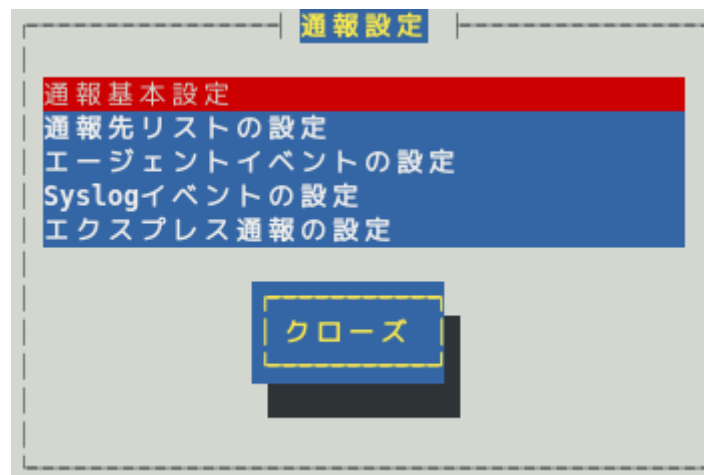 通報設定
通報基本設定
通報先リストの設定
エージェントイベントの設定
Syslogイベントの設定
エクスプレス通報の設定
クローズ